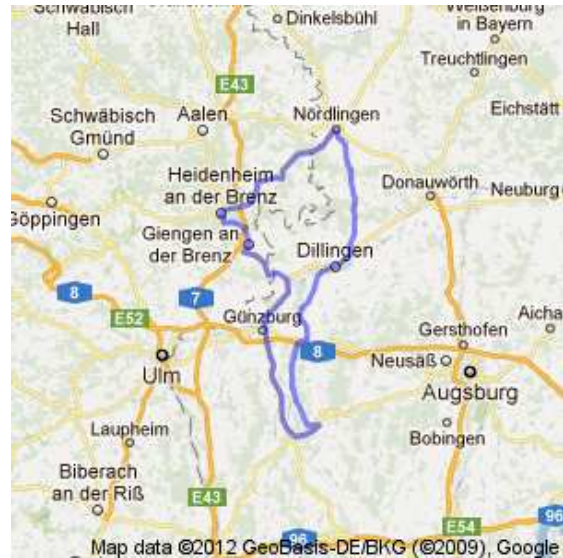 Dinkelsbühl
Weißenburg
in Bayern
Treuchtlingen
E43
Aalen
Nördlingen
Eichstätt
Schwäbisch
Gmünd
Heidenheim
an der Brenz
Donauwörth
Neuburg
Göppingen
Giengen an
der Brenz
Dillingen
8
7
E52
Günzburg
Gersthofen
Aicha
8
Neusäß
Ulm
Augsburg
Laupheim
Bobingen
Biberach
an der Riß
E43
96
E54
96
Map data ©2012 GeoBasis-DE/BKG (©2009), Google